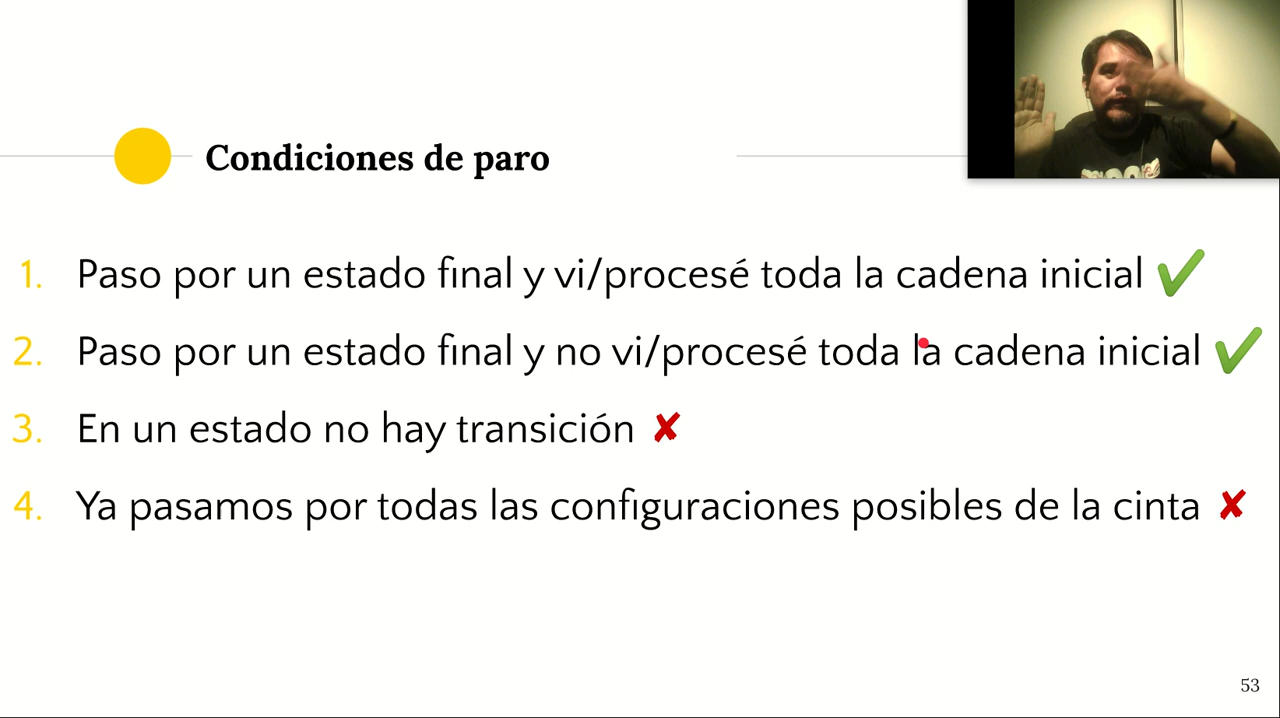 Condiciones de paro
1. Paso por un estado final y vi/procesé toda la cadena inicial ✔
2. Paso por un estado final y no vi/procesé toda la cadena inicial ✔
3. En un estado no hay transición ✘
4. Ya pasamos por todas las configuraciones posibles de la cinta ✘
53